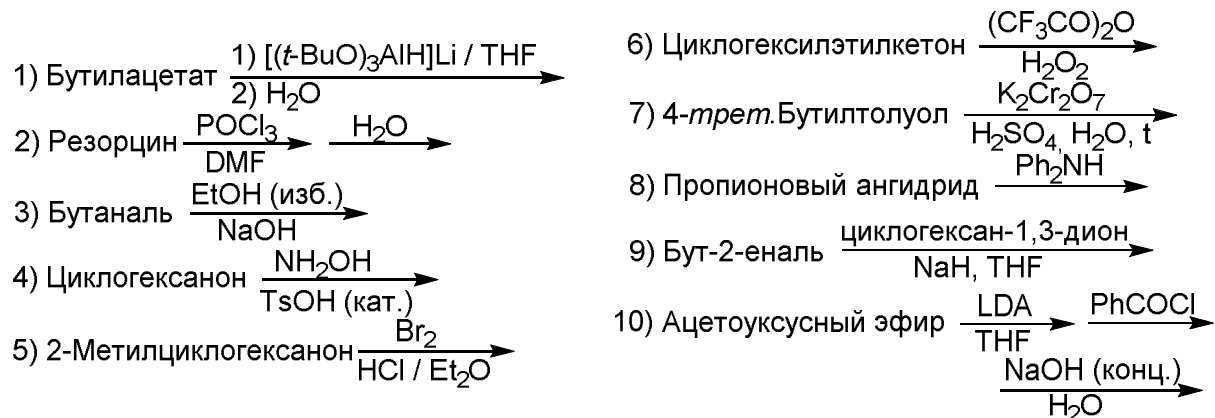 1) Бутилацетат 1) [(t-BuO)₃AlH]Li / THF 2) H₂O
2) Резорцин POCl₃ DMF H₂O
3) Бутаналь EtOH (изб.) NaOH
4) Циклогексанон NH₂OH TsOH (кат.)
5) 2-Метилциклогексанон Br₂ HCl / Et₂O
6) Циклогексилэтилкетон (CF₃CO)₂O H₂O₂
7) 4-трет.Бутилтолуол K₂Cr₂O₇ H₂SO₄, H₂O, t
8) Пропионовый ангидрид Ph₂NH
9) Бут-2-еналь циклогексан-1,3-дион NaH, THF
10) Ацетоуксусный эфир LDA THF PhCOCl
NaOH (конц.) H₂O